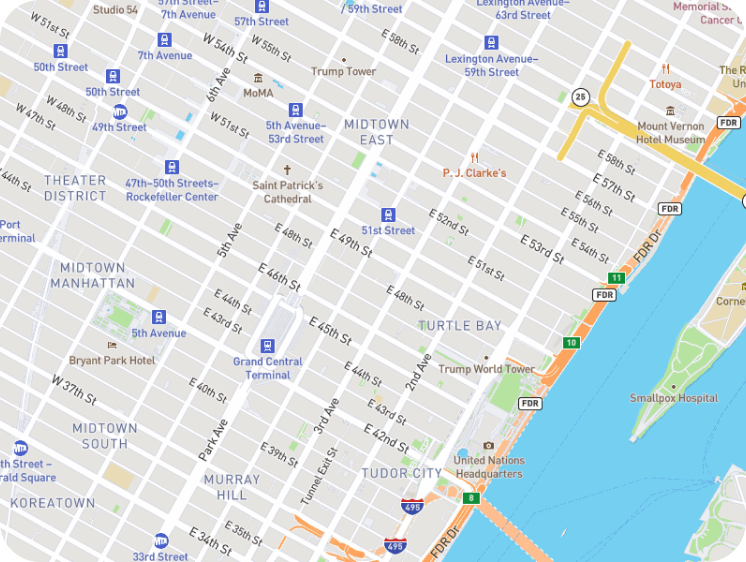 Studio 54
57th Street–
7th Avenue
57th Street
/ 59th Street
Lexington Avenue–
63rd Street
Memorial S
Cancer C
W 51st St
50th Street
7th Avenue
W 54th St
W 55th St
E 58th St
Lexington Avenue–
59th Street
Totoya
The R
Un
Trump Tower
MoMA
6th Ave
50th Street
W 48th St
W 47th St
49th Street
W 51st St
5th Avenue–
53rd Street
MIDTOWN
EAST
25
Mount Vernon
Hotel Museum
FDR
44th St
THEATER
DISTRICT
47th–50th Streets–
Rockefeller Center
Saint Patrick's
Cathedral
P. J. Clarke's
E 58th St
E 57th St
E 56th St
E 55th St
E 54th St
FDR
Port
erminal
5th Ave
E 48th St
E 49th St
51st Street
E 52nd St
E 53rd St
E 51st St
FDR Dr
11
FDR
MIDTOWN
MANHATTAN
E 46th St
E 44th St
E 43rd St
E 48th St
Corne
5th Avenue
E 45th St
TURTLE BAY
10
Bryant Park Hotel
Grand Central
Terminal
E 44th St
2nd Ave
Trump World Tower
W 37th St
E 40th St
E 43rd St
FDR
Smallpox Hospital
MIDTOWN
SOUTH
Park Ave
3rd Ave
E 42nd St
th Street –
rald Square
E 39th St
Tunnel Exit St
TUDOR CITY
United Nations
Headquarters
MURRAY
HILL
KOREATOWN
8
495
E 35th St
E 34th St
33rd Street
495
FDR Dr